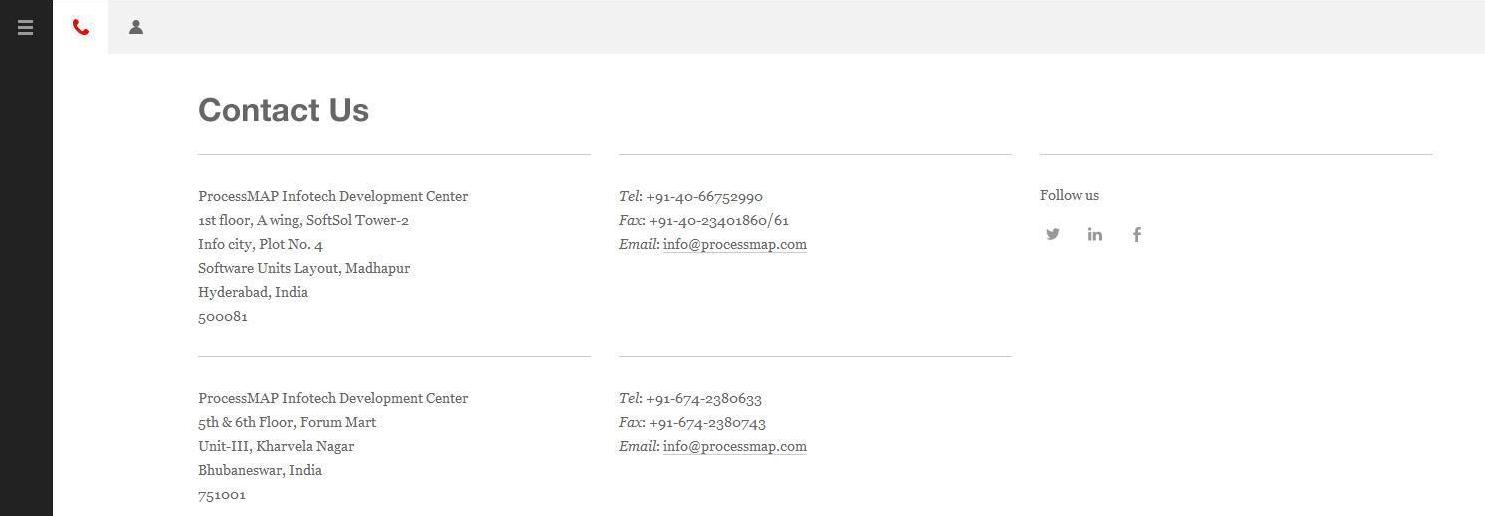 Contact Us
ProcessMAP Infotech Development Center
1st floor, A wing, SoftSol Tower-2
Info city, Plot No. 4
Software Units Layout, Madhapur
Hyderabad, India
500081
Tel: +91-40-66752990
Fax: +91-40-23401860/61
Email: info@processmap.com
Follow us
ProcessMAP Infotech Development Center
5th & 6th Floor, Forum Mart
Unit-III, Kharvela Nagar
Bhubaneswar, India
751001
Tel: +91-674-2380633
Fax: +91-674-2380743
Email: info@processmap.com